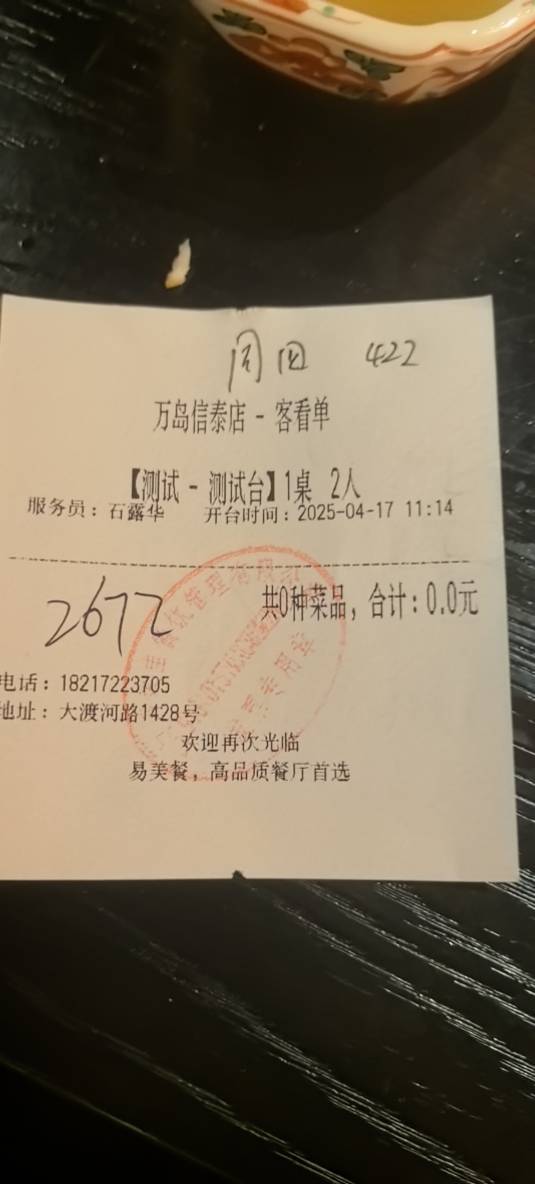 周四 422
万岛信泰店 - 客看单
【测试 - 测试台】1桌 2人
服务员：石露华 开台时间：2025-04-17 11:14
共0种菜品，合计：0.0元
2672
电话：18217223705
地址：大渡河路1428号
欢迎再次光临
易美餐，高品质餐厅首选